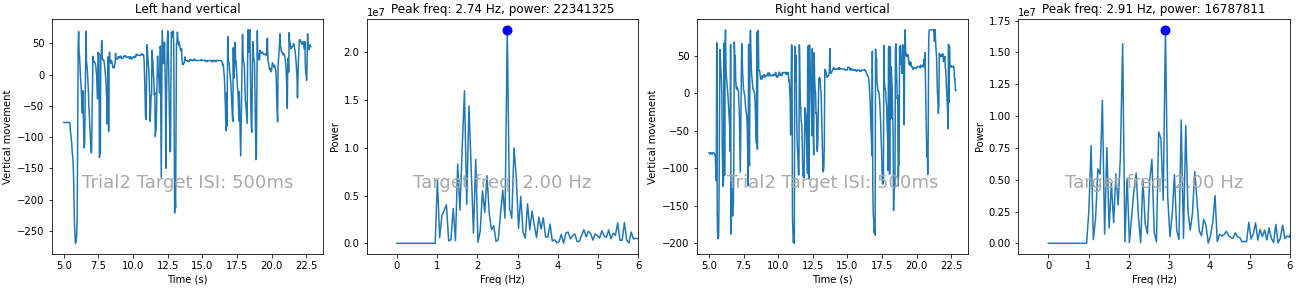 Left hand vertical
Vertical movement
50
0
−50
−100
−150
−200
−250
Trial2 Target ISI: 500ms
5.0 7.5 10.0 12.5 15.0 17.5 20.0 22.5
Time (s)
1e7 Peak freq: 2.74 Hz, power: 22341325
Power
2.0
1.5
1.0
0.5
0.0
Target freq: 2.00 Hz
0 1 2 3 4 5 6
Freq (Hz)
Right hand vertical
Vertical movement
50
0
−50
−100
−150
−200
Trial2 Target ISI: 500ms
5.0 7.5 10.0 12.5 15.0 17.5 20.0 22.5
Time (s)
1e7 Peak freq: 2.91 Hz, power: 16787811
Power
1.75
1.50
1.25
1.00
0.75
0.50
0.25
0.00
Target freq: 2.00 Hz
0 1 2 3 4 5 6
Freq (Hz)